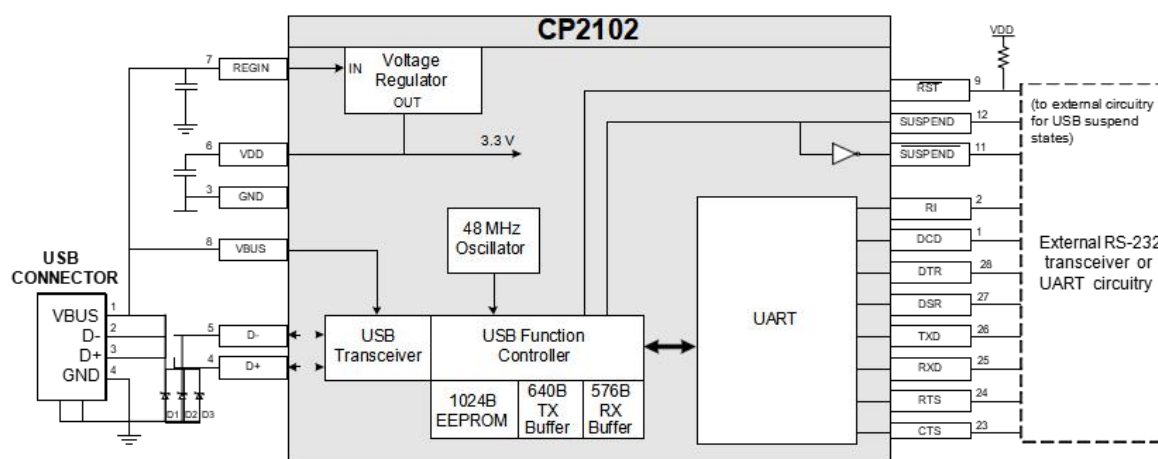 CP2102
VDD
7
REGIN
IN
Voltage
Regulator
OUT
RST
9
(to external circuitry
for USB suspend
states)
SUSPEND
12
SUSPEND
11
6
VDD
3.3 V
3
GND
48 MHz
Oscillator
8
VBUS
USB
CONNECTOR
VBUS
1
D-
2
D+
3
GND
4
D1
D2
D3
5
D-
4
D+
USB
Transceiver
USB Function
Controller
1024B
EEPROM
640B
TX
Buffer
576B
RX
Buffer
UART
RI
2
DCD
1
DTR
28
DSR
27
TXD
26
RXD
25
RTS
24
CTS
23
External RS-232
transceiver or
UART circuitry